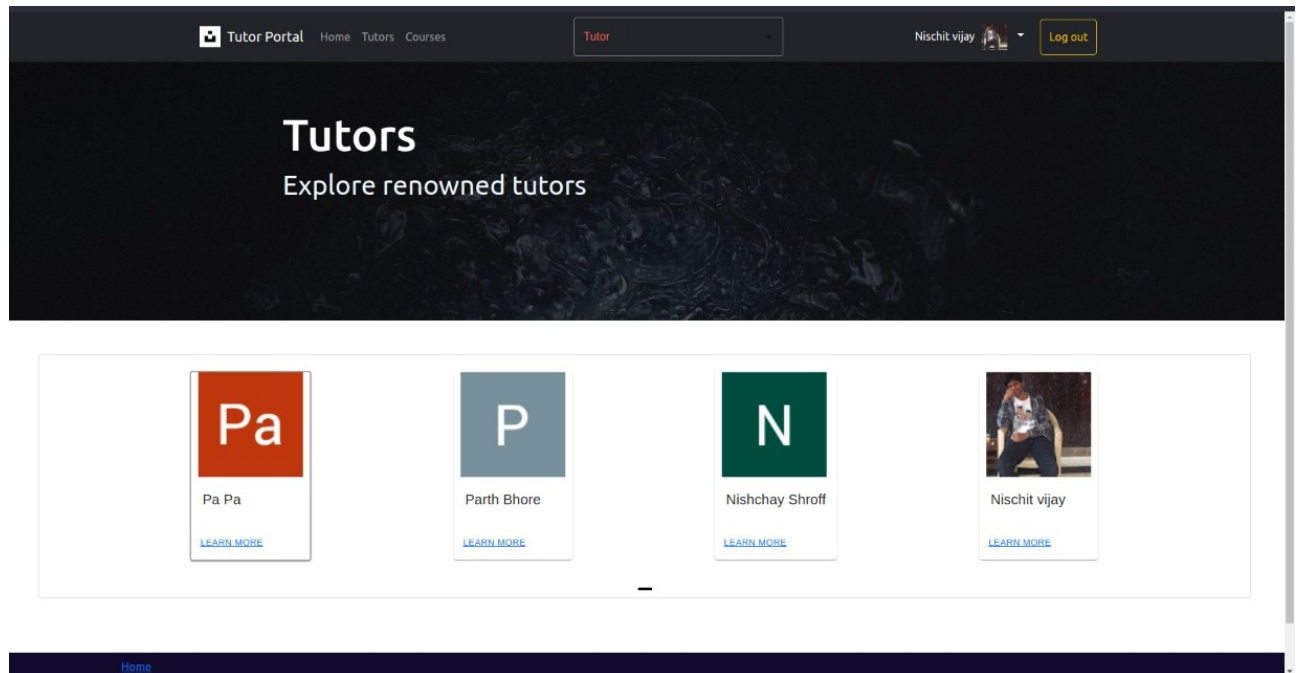 Tutor Portal Home Tutors Courses Tutor Nischit vijay Log out
Tutors
Explore renowned tutors
Pa P N
Pa Pa Parth Bhore Nishchay Shroff Nischit vijay
LEARN MORE LEARN MORE LEARN MORE LEARN MORE
Home